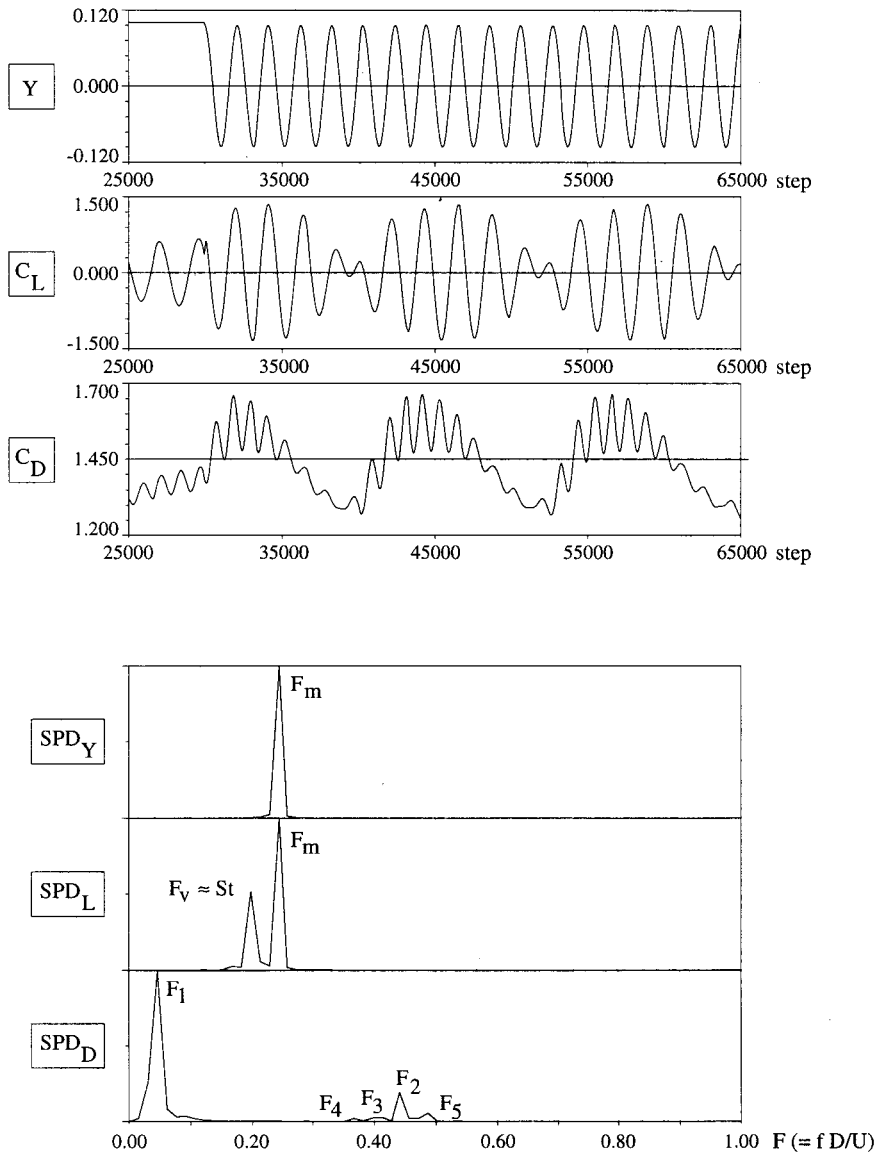 0.120
Y
0.000
-0.120
25000 35000 45000 55000 65000 step
1.500
C_L
0.000
-1.500
25000 35000 45000 55000 65000 step
1.700
C_D
1.450
1.200
25000 35000 45000 55000 65000 step
F_m
SPD_Y
F_m
F_v ≈ St
SPD_L
F_1
SPD_D
F_4 F_3 F_2 F_5
0.00 0.20 0.40 0.60 0.80 1.00 F (= f D/U)